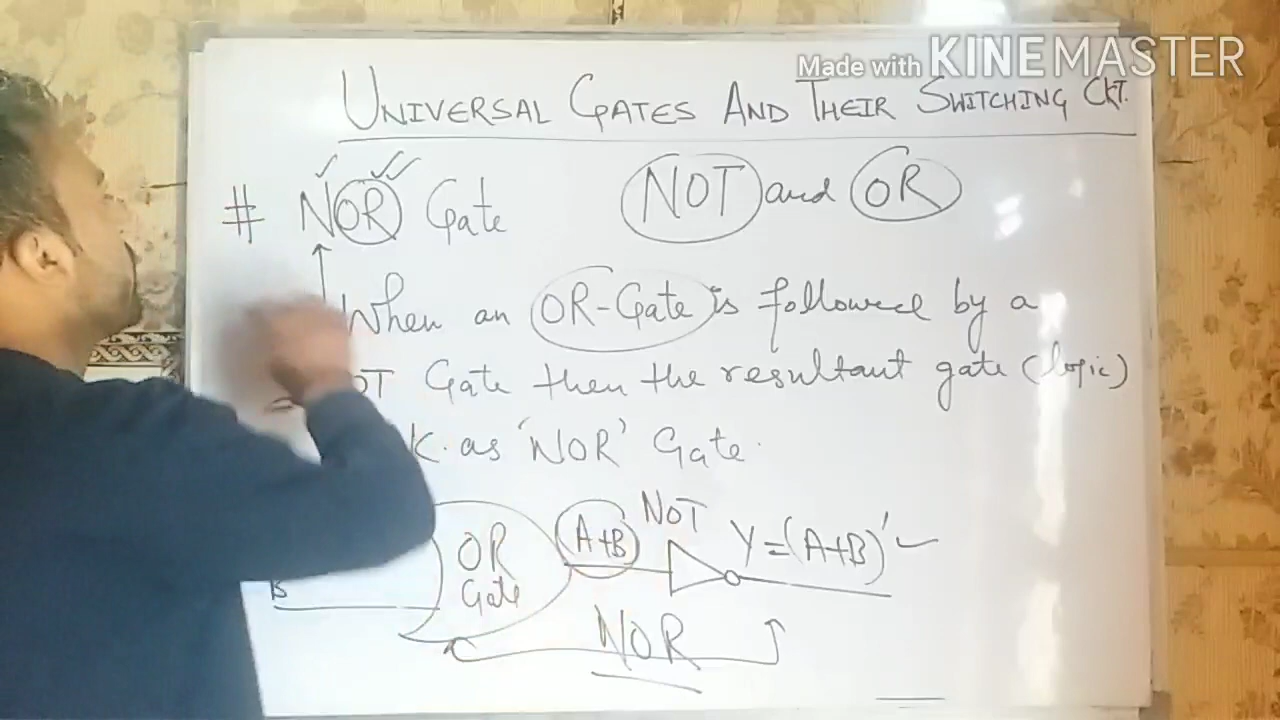 Made with KINEMASTER
UNIVERSAL GATES AND THEIR SWITCHING CKT.
# NOR Gate NOT and OR
When an OR-Gate is followed by a
OT Gate then the resultant gate (logic)
K. as 'NOR' Gate.
OR Gate A+B NOT Y=(A+B)'
B
NOR